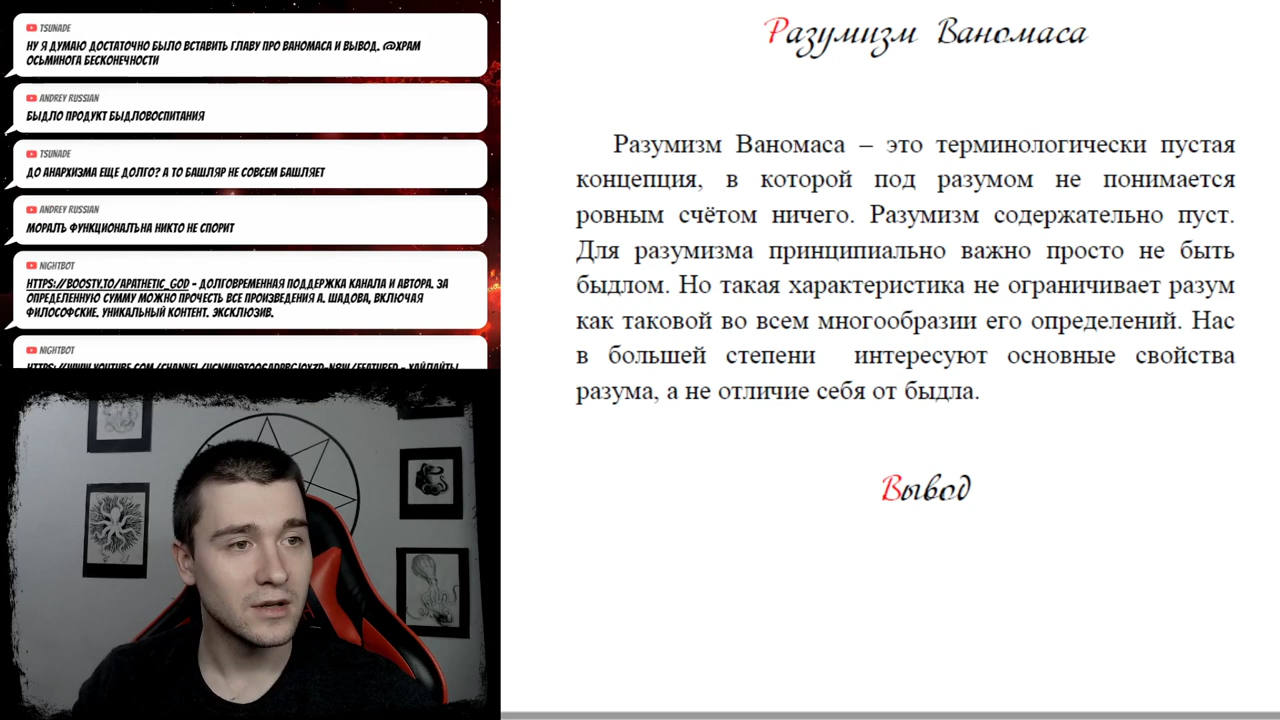 TSUNADE
НУ Я ДУМАЮ ДОСТАТОЧНО БЫЛО ВСТАВИТЬ ГЛАВУ ПРО ВАНОМАСА И ВЫВОД. @ХРАМ
ОСЬМИНОГА БЕСКОНЕЧНОСТИ
ANDREY RUSSIAN
БЫДЛО ПРОДУКТ БЫДЛОВОСПИТАНИЯ
TSUNADE
ДО АНАРХИЗМА ЕЩЕ ДОЛГО? А ТО БАШЛЯР НЕ СОВСЕМ БАШЛЯЕТ
ANDREY RUSSIAN
МОРАЛЪ ФУНКЦИОНАЛЪНА НИКТО НЕ СПОРИТ
NIGHTBOT
HTTPS://BOOSTY.TO/APATHETIC_GOD - ДОЛГОВРЕМЕННАЯ ПОДДЕРЖКА КАНАЛА И АВТОРА. ЗА
ОПРЕДЕЛЕННУЮ СУММУ МОЖНО ПРОЧЕСТЬ ВСЕ ПРОИЗВЕДЕНИЯ А. ШАДОВА, ВКЛЮЧАЯ
ФИЛОСОФСКИЕ. УНИКАЛЬНЫЙ КОНТЕНТ. ЭКСКЛЮЗИВ.
NIGHTBOT
Разумизм Ваномаса
Разумизм Ваномаса – это терминологически пустая
концепция, в которой под разумом не понимается
ровным счётом ничего. Разумизм содержательно пуст.
Для разумизма принципиально важно просто не быть
быдлом. Но такая характеристика не ограничивает разум
как таковой во всем многообразии его определений. Нас
в большей степени интересуют основные свойства
разума, а не отличие себя от быдла.
Вывод